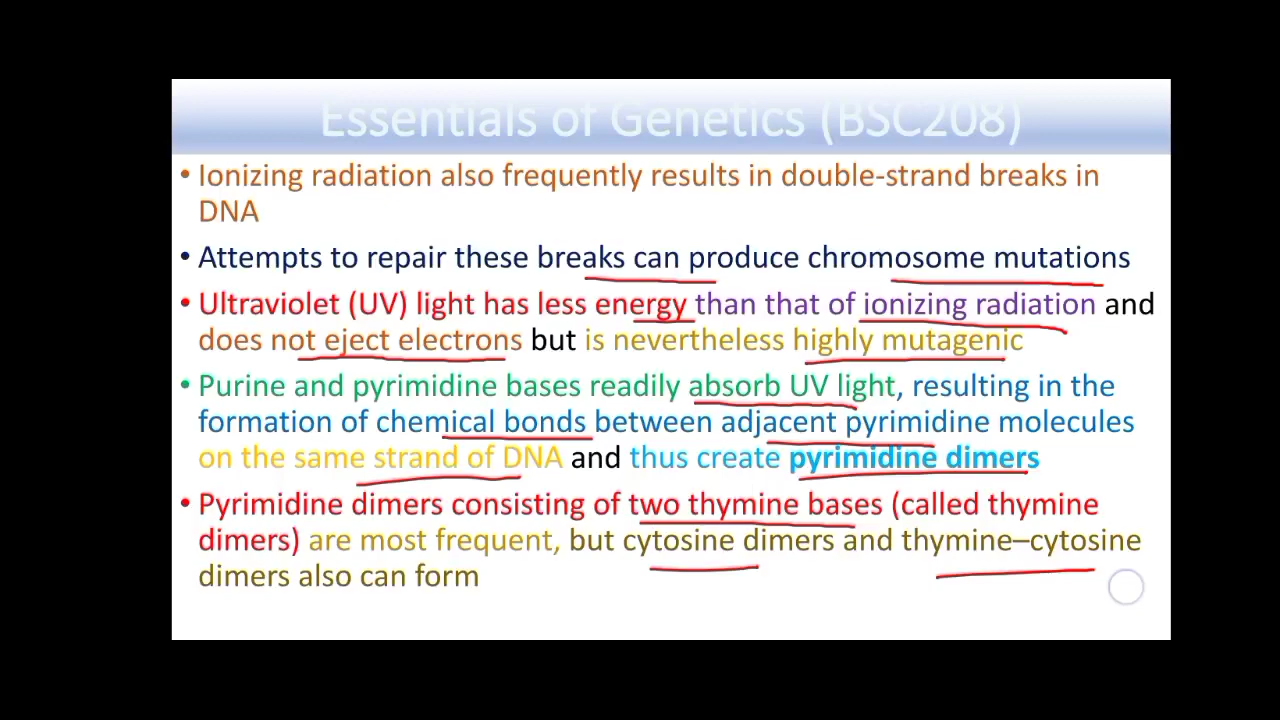 Essentials of Genetics (BSC208)
• Ionizing radiation also frequently results in double-strand breaks in
DNA
• Attempts to repair these breaks can produce chromosome mutations
• Ultraviolet (UV) light has less energy than that of ionizing radiation and
does not eject electrons but is nevertheless highly mutagenic
• Purine and pyrimidine bases readily absorb UV light, resulting in the
formation of chemical bonds between adjacent pyrimidine molecules
on the same strand of DNA and thus create pyrimidine dimers
• Pyrimidine dimers consisting of two thymine bases (called thymine
dimers) are most frequent, but cytosine dimers and thymine–cytosine
dimers also can form